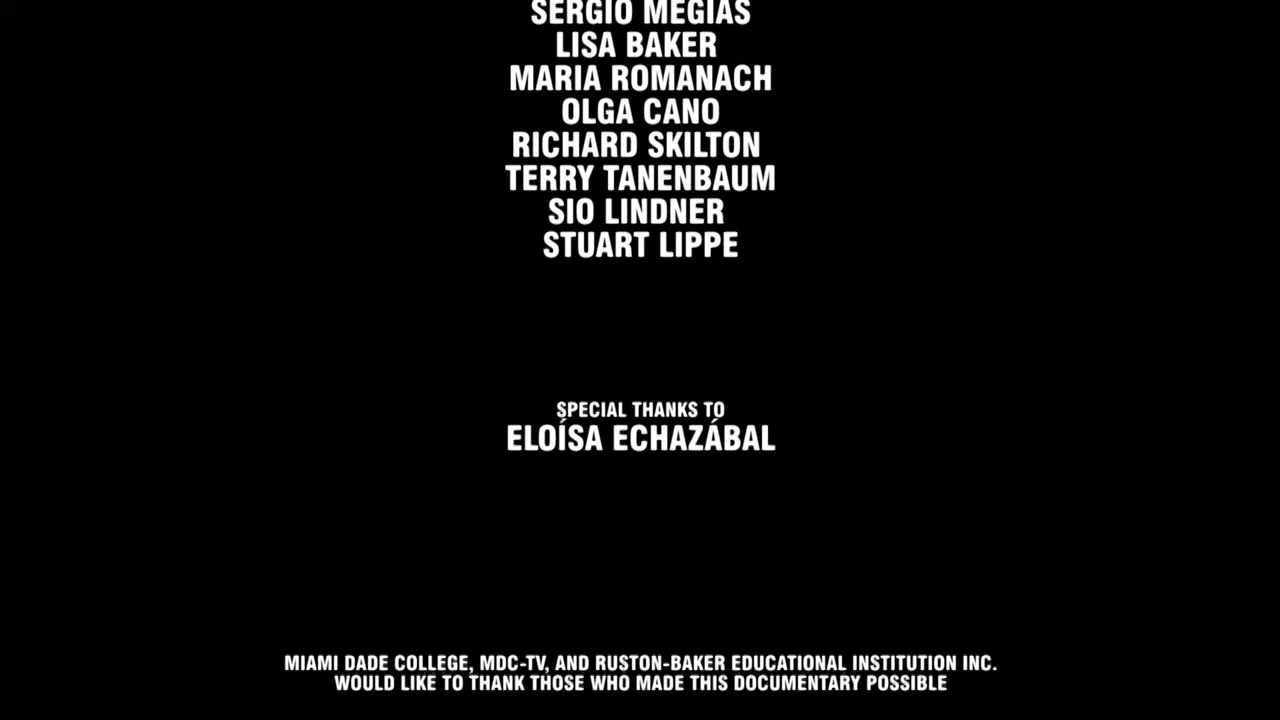 SERGIO MEGIAS
LISA BAKER
MARIA ROMANACH
OLGA CANO
RICHARD SKILTON
TERRY TANENBAUM
SIO LINDNER
STUART LIPPE
SPECIAL THANKS TO
ELOÍSA ECHAZÁBAL
MIAMI DADE COLLEGE, MDC-TV, AND RUSTON-BAKER EDUCATIONAL INSTITUTION INC.
WOULD LIKE TO THANK THOSE WHO MADE THIS DOCUMENTARY POSSIBLE